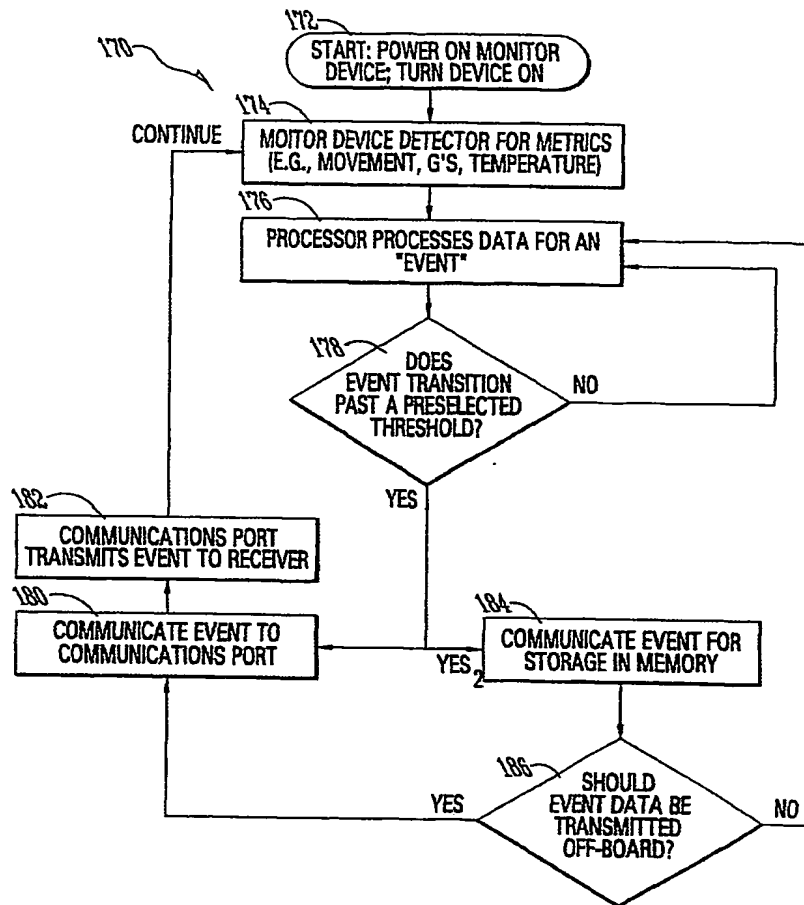 172
170
START: POWER ON MONITOR
DEVICE; TURN DEVICE ON
174
CONTINUE
MOITOR DEVICE DETECTOR FOR METRICS
(E.G., MOVEMENT, G'S, TEMPERATURE)
176
PROCESSOR PROCESSES DATA FOR AN
"EVENT"
178
DOES
EVENT TRANSITION
PAST A PRESELECTED
THRESHOLD?
NO
YES
182
COMMUNICATIONS PORT
TRANSMITS EVENT TO RECEIVER
180
COMMUNICATE EVENT TO
COMMUNICATIONS PORT
YES2
184
COMMUNICATE EVENT FOR
STORAGE IN MEMORY
186
YES
SHOULD
EVENT DATA BE
TRANSMITTED
OFF-BOARD?
NO